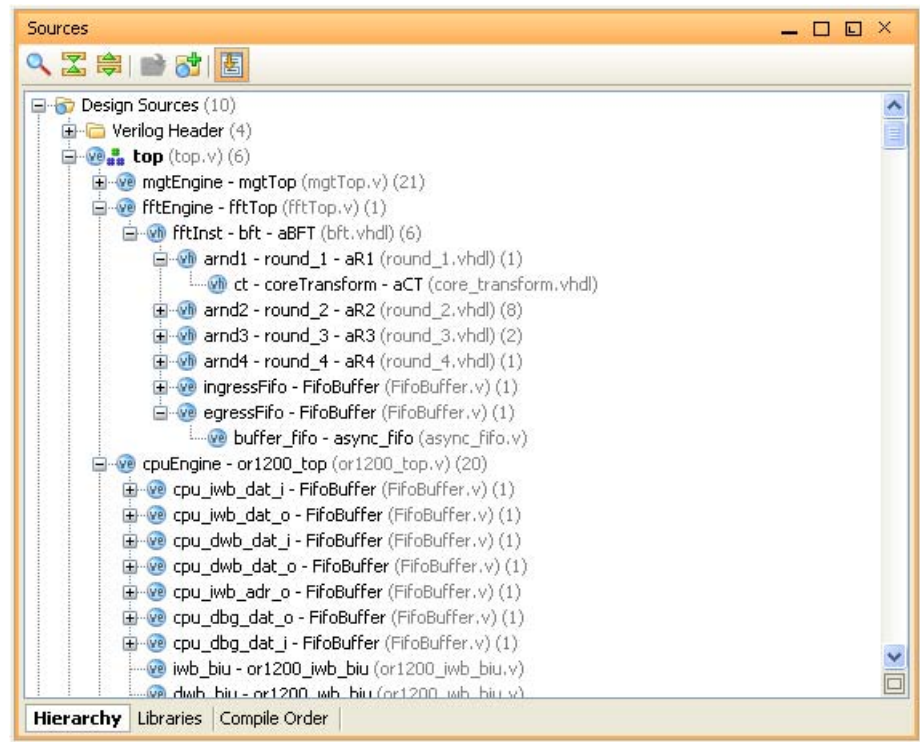 Sources
Design Sources (10)
Verilog Header (4)
top (top.v) (6)
mgtEngine - mgtTop (mgtTop.v) (21)
fftEngine - fftTop (fftTop.v) (1)
fftInst - bft - aBFT (bft.vhdl) (6)
arnd1 - round_1 - aR1 (round_1.vhdl) (1)
ct - coreTransform - aCT (core_transform.vhdl)
arnd2 - round_2 - aR2 (round_2.vhdl) (8)
arnd3 - round_3 - aR3 (round_3.vhdl) (2)
arnd4 - round_4 - aR4 (round_4.vhdl) (1)
ingressFifo - FifoBuffer (FifoBuffer.v) (1)
egressFifo - FifoBuffer (FifoBuffer.v) (1)
buffer_fifo - async_fifo (async_fifo.v)
cpuEngine - or1200_top (or1200_top.v) (20)
cpu_iwb_dat_i - FifoBuffer (FifoBuffer.v) (1)
cpu_iwb_dat_o - FifoBuffer (FifoBuffer.v) (1)
cpu_dwb_dat_i - FifoBuffer (FifoBuffer.v) (1)
cpu_dwb_dat_o - FifoBuffer (FifoBuffer.v) (1)
cpu_iwb_adr_o - FifoBuffer (FifoBuffer.v) (1)
cpu_dbg_dat_o - FifoBuffer (FifoBuffer.v) (1)
cpu_dbg_dat_i - FifoBuffer (FifoBuffer.v) (1)
iwb_biu - or1200_iwb_biu (or1200_iwb_biu.v)
dwb_biu - or1200_wb_biu (or1200_wb_biu.v)
Hierarchy Libraries Compile Order